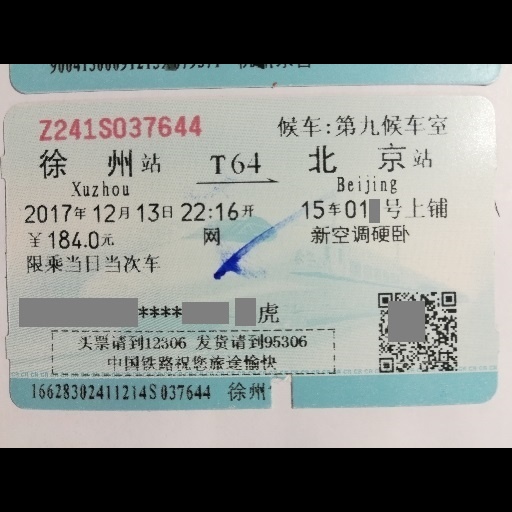 Z241S037644 候车:第九候车室
徐州站 T64 北京站
Xuzhou Beijing
2017年12月13日22:16开 15车01 号上铺
￥184.0元 网 新空调硬卧
限乘当日当次车
**** 虎
买票请到12306 发货请到95306
中国铁路祝您旅途愉快
16628302411214S037644 徐州